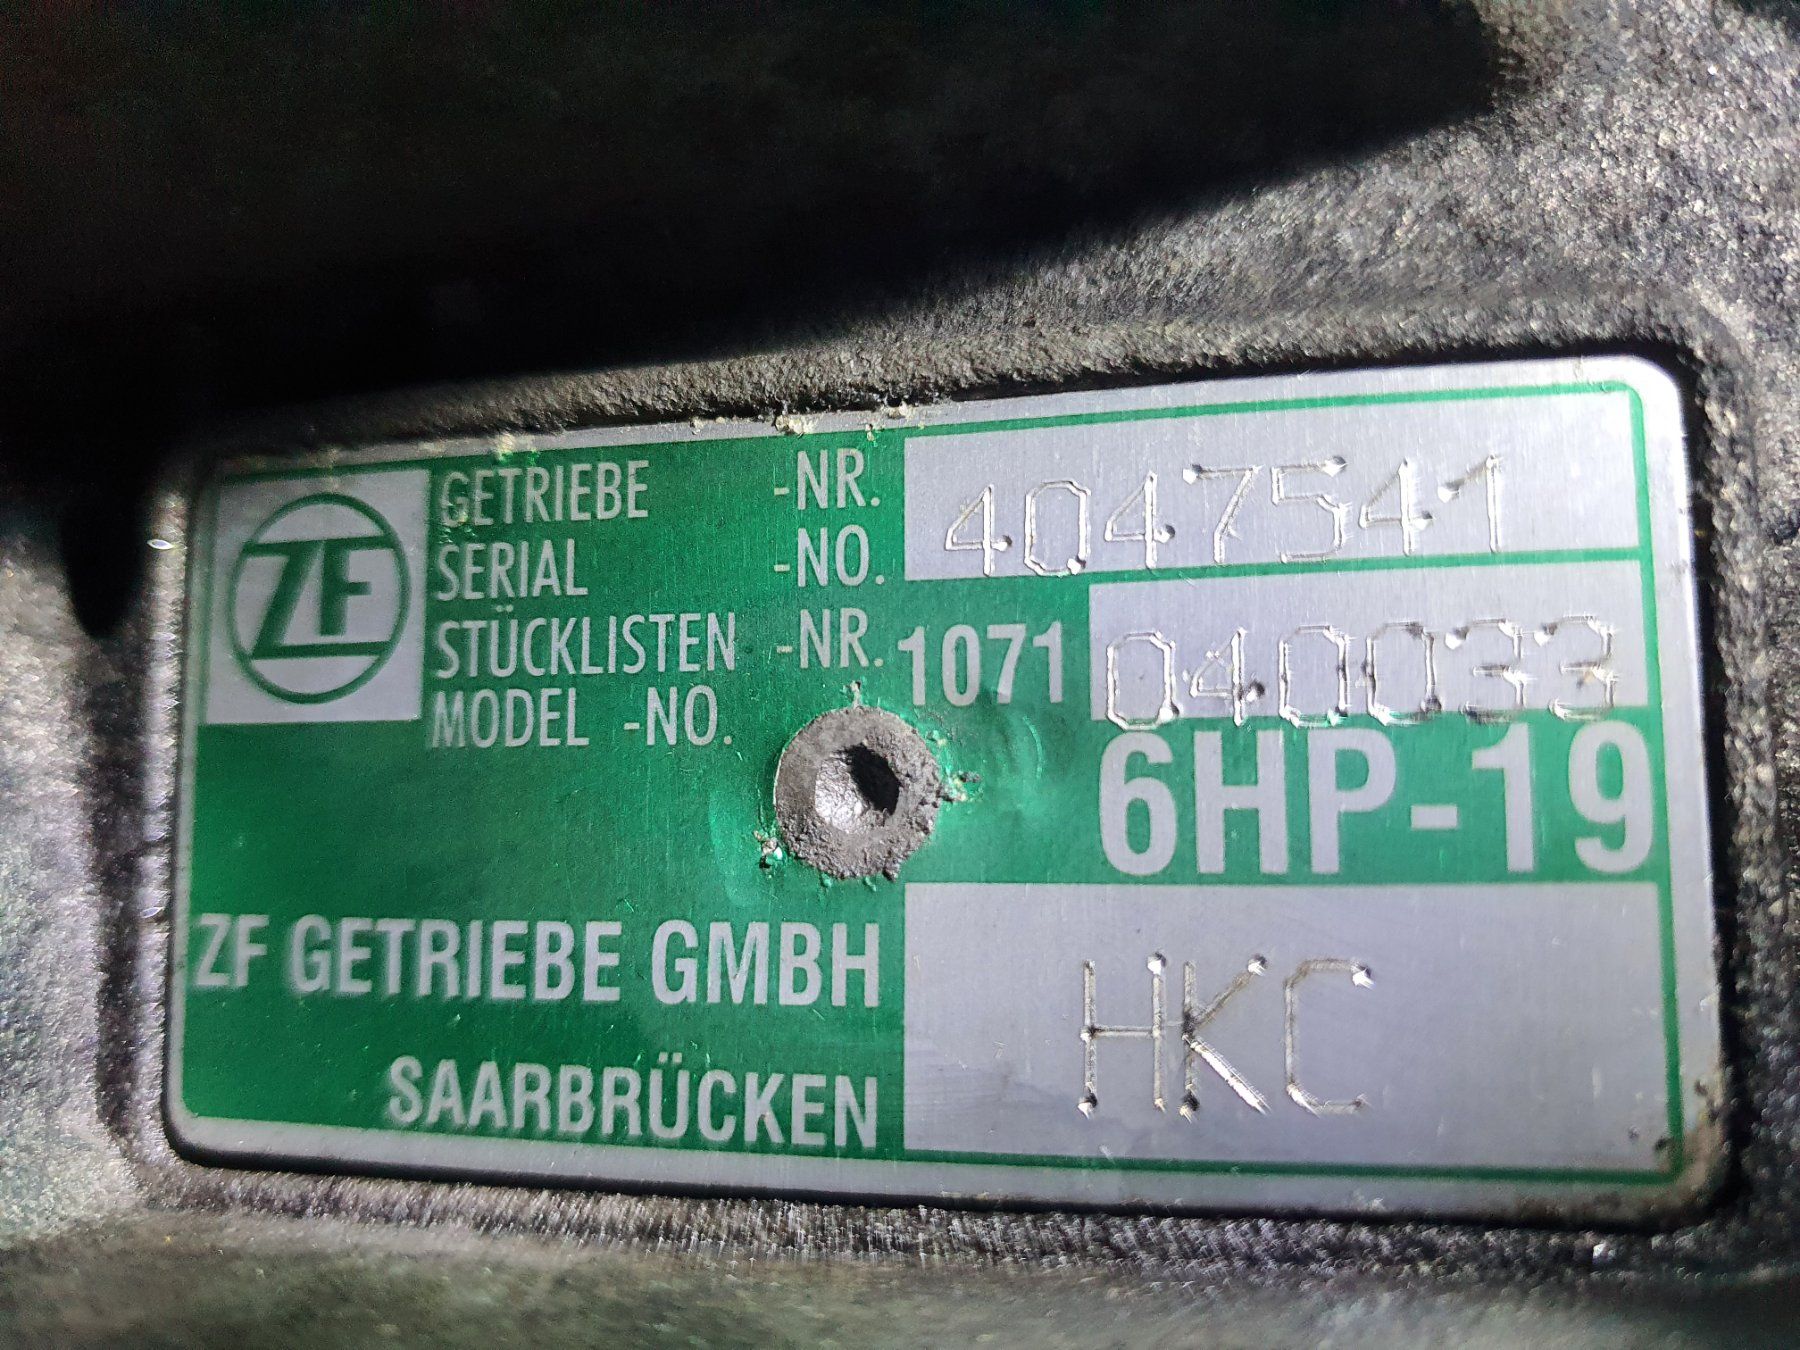 ZF GETRIEBE -NR. 4047541
SERIAL -NO.
STÜCKLISTEN -NR. 1071 040033
MODEL -NO.
6HP-19
ZF GETRIEBE GMBH
SAARBRÜCKEN
HKC